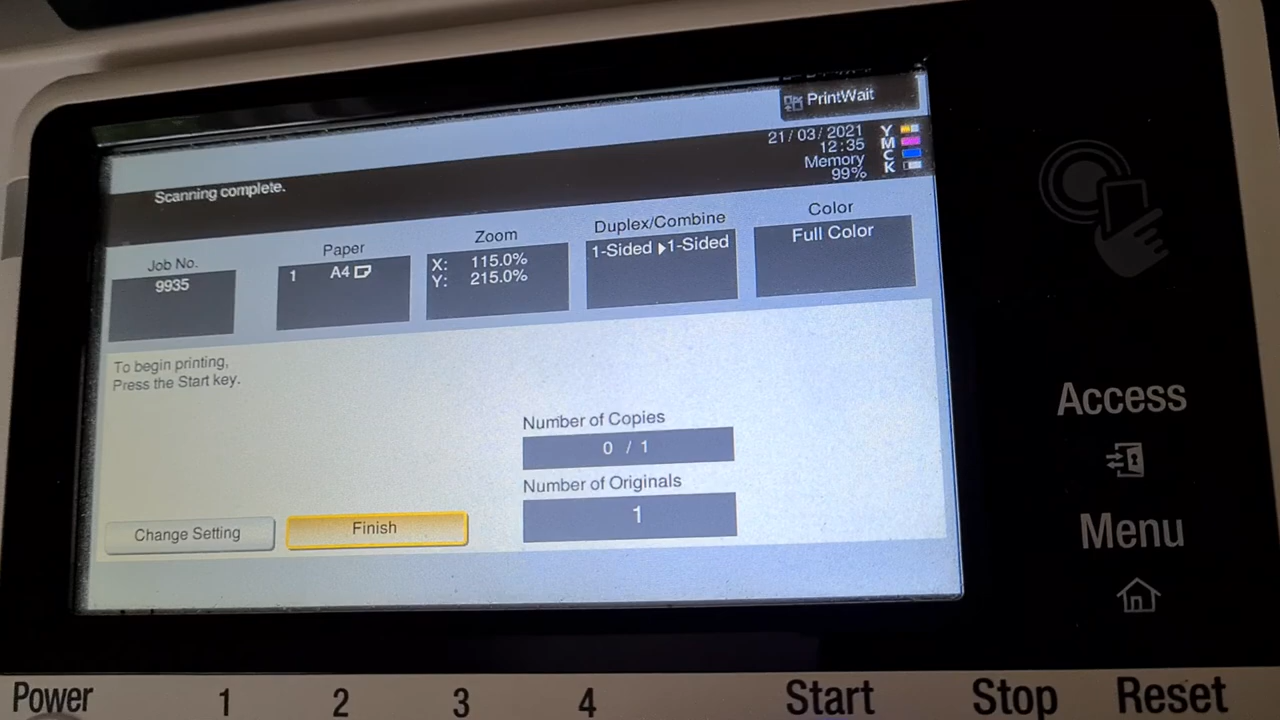 PrintWait
21/03/2021
12:35
Memory
99%
Y
M
C
K
Scanning complete.
Job No.
9935
Paper
1 A4
Zoom
X: 115.0%
Y: 215.0%
Duplex/Combine
1-Sided ▶1-Sided
Color
Full Color
To begin printing,
Press the Start key.
Number of Copies
0 / 1
Number of Originals
1
Change Setting
Finish
Access
Menu
Power
1
2
3
4
Start
Stop
Reset